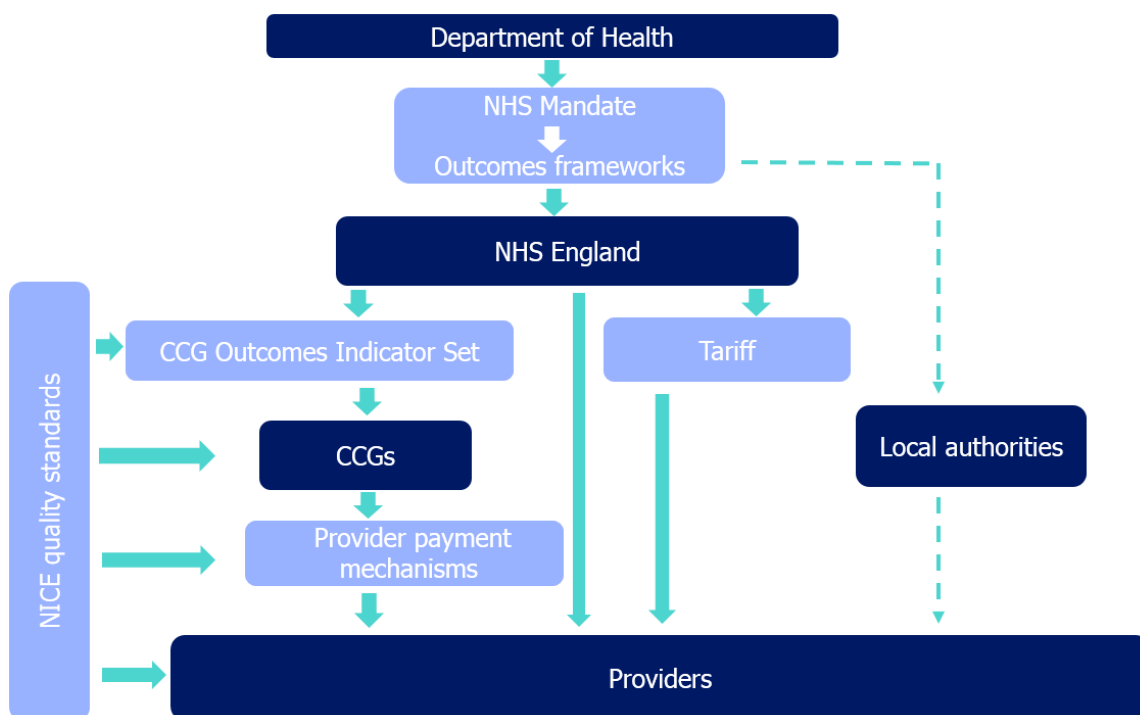 Department of Health
NHS Mandate
Outcomes frameworks
NHS England
CCG Outcomes Indicator Set
Tariff
NICE quality standards
CCGs
Local authorities
Provider payment
mechanisms
Providers